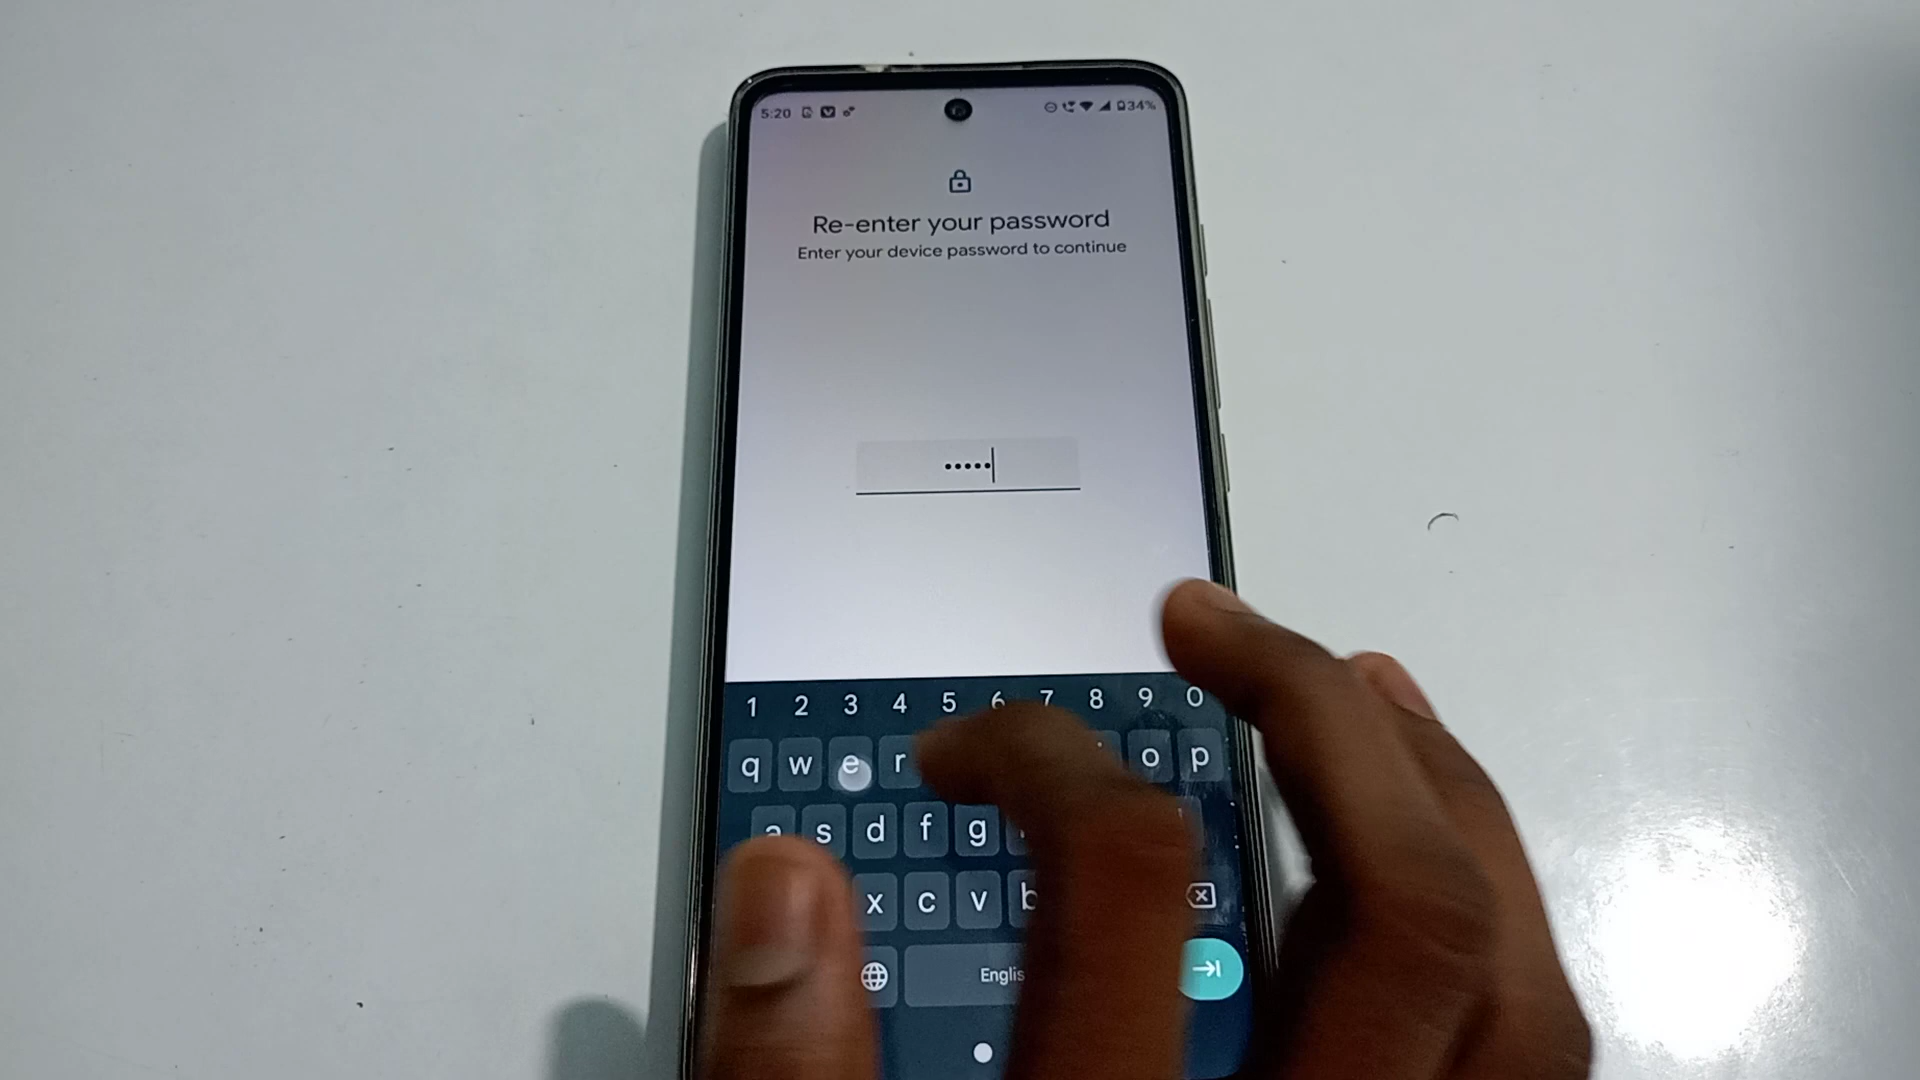 5:20
34%
Re-enter your password
Enter your device password to continue
•••••
1 2 3 4 5 6 7 8 9 0
q w e r o p
a s d f g
x c v b